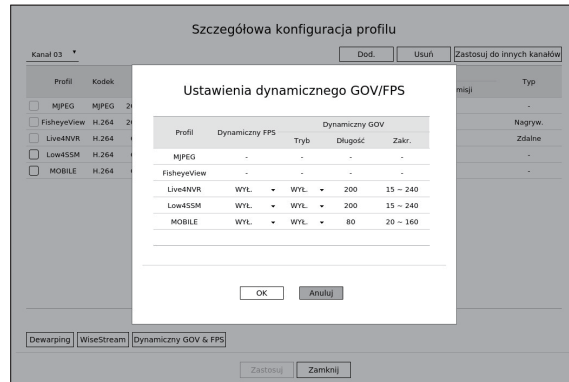 Szczegółowa konfiguracja profilu
Kanał 03
Dod. Usuń Zastosuj do innych kanałów
Profil Kodek misji Typ
MJPEG MJPEG -
FisheyeView H.264 Nagryw.
Live4NVR H.264 Zdalne
Low4SSM H.264 -
MOBILE H.264 -
Ustawienia dynamicznego GOV/FPS
Profil Dynamiczny FPS Dynamiczny GOV
Tryb Długość Zakr.
MJPEG - - - -
FisheyeView - - - -
Live4NVR WYŁ. WYŁ. 200 15 ~ 240
Low4SSM WYŁ. WYŁ. 200 15 ~ 240
MOBILE WYŁ. WYŁ. 80 20 ~ 160
OK Anuluj
Dewarping WiseStream Dynamiczny GOV & FPS
Zastosuj Zamknij